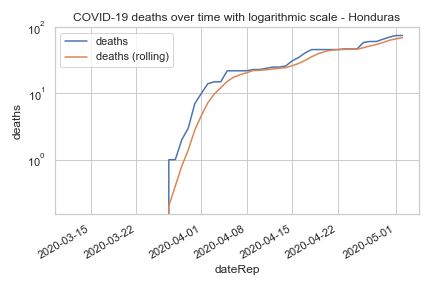 COVID-19 deaths over time with logarithmic scale - Honduras
deaths
deaths (rolling)
10²
10¹
10⁰
deaths
2020-03-15
2020-03-22
2020-04-01
2020-04-08
2020-04-15
2020-04-22
2020-05-01
dateRep